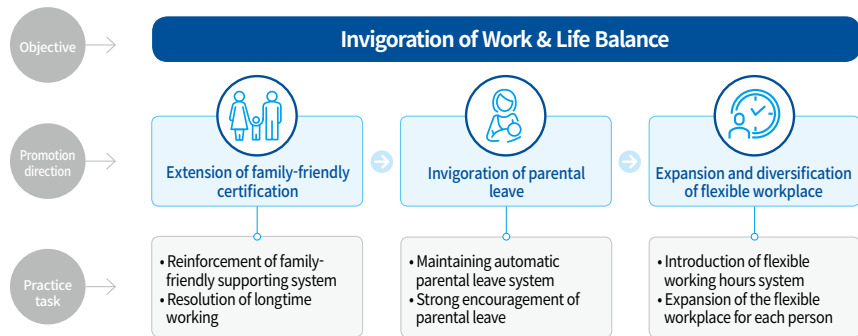 Objective
Invigoration of Work & Life Balance
Promotion
direction
Extension of family-friendly
certification
Invigoration of parental
leave
Expansion and diversification
of flexible workplace
Practice
task
• Reinforcement of family-
friendly supporting system
• Resolution of longtime
working
• Maintaining automatic
parental leave system
• Strong encouragement of
parental leave
• Introduction of flexible
working hours system
• Expansion of the flexible
workplace for each person